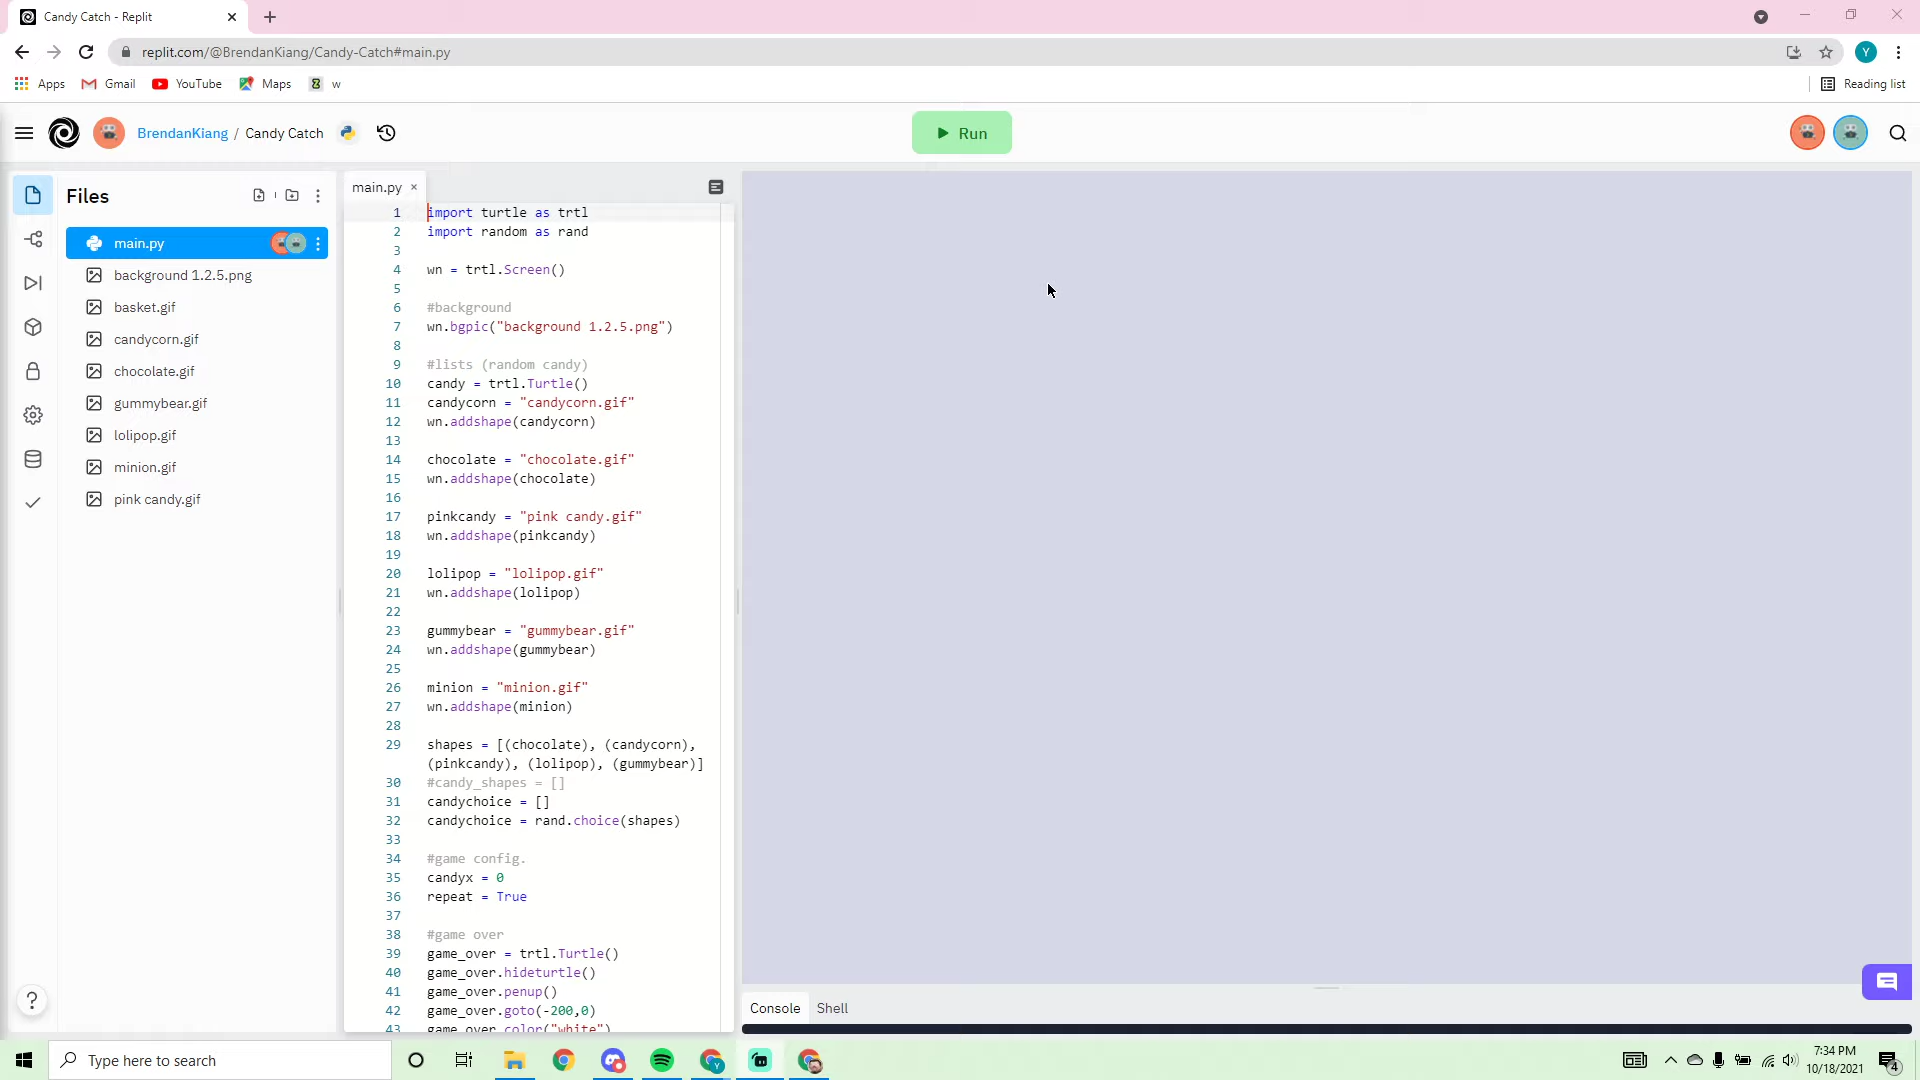 Candy Catch - Replit
replit.com/@BrendanKiang/Candy-Catch#main.py
Y
Apps
Gmail
YouTube
Maps
w
Reading list
BrendanKiang / Candy Catch
Run
Files
main.py
background 1.2.5.png
basket.gif
candycorn.gif
chocolate.gif
gummybear.gif
lolipop.gif
minion.gif
pink candy.gif
main.py
1 import turtle as trtl
2 import random as rand
3
4 wn = trtl.Screen()
5
6 #background
7 wn.bgpic("background 1.2.5.png")
8
9 #lists (random candy)
10 candy = trtl.Turtle()
11 candycorn = "candycorn.gif"
12 wn.addshape(candycorn)
13
14 chocolate = "chocolate.gif"
15 wn.addshape(chocolate)
16
17 pinkcandy = "pink candy.gif"
18 wn.addshape(pinkcandy)
19
20 lolipop = "lolipop.gif"
21 wn.addshape(lolipop)
22
23 gummybear = "gummybear.gif"
24 wn.addshape(gummybear)
25
26 minion = "minion.gif"
27 wn.addshape(minion)
28
29 shapes = [(chocolate), (candycorn),
(pinkcandy), (lolipop), (gummybear)]
30 #candy_shapes = []
31 candychoice = []
32 candychoice = rand.choice(shapes)
33
34 #game config.
35 candyx = 0
36 repeat = True
37
38 #game over
39 game_over = trtl.Turtle()
40 game_over.hideturtle()
41 game_over.penup()
42 game_over.goto(-200,0)
43 game_over.color("white")
Console
Shell
?
Type here to search
7:34 PM
10/18/2021
4